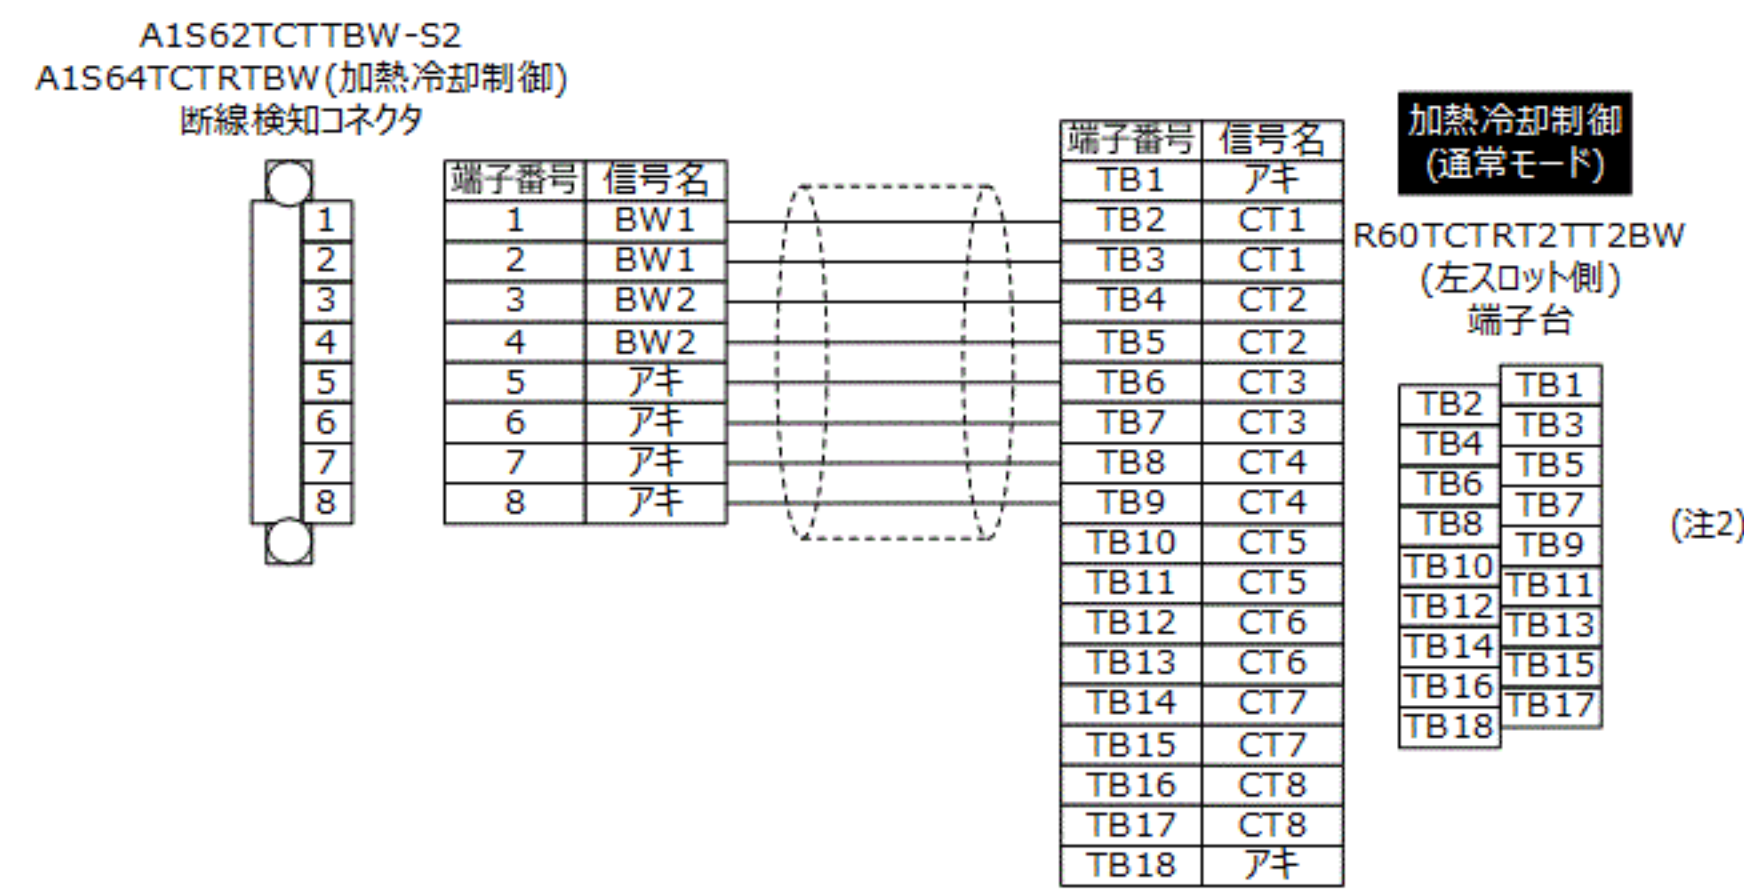 A1S62TCTTBW-S2
A1S64TCTRTBW(加熱冷却制御)
断線検知コネクタ
1
2
3
4
5
6
7
8
端子番号 信号名
1 BW1
2 BW1
3 BW2
4 BW2
5 アキ
6 アキ
7 アキ
8 アキ
端子番号 信号名
TB1 アキ
TB2 CT1
TB3 CT1
TB4 CT2
TB5 CT2
TB6 CT3
TB7 CT3
TB8 CT4
TB9 CT4
TB10 CT5
TB11 CT5
TB12 CT6
TB13 CT6
TB14 CT7
TB15 CT7
TB16 CT8
TB17 CT8
TB18 アキ
加熱冷却制御
(通常モード)
R60TCTRT2TT2BW
(左スロット側)
端子台
TB1
TB2
TB3
TB4
TB5
TB6
TB7
TB8
TB9
TB10
TB11
TB12
TB13
TB14
TB15
TB16
TB17
TB18
(注2)